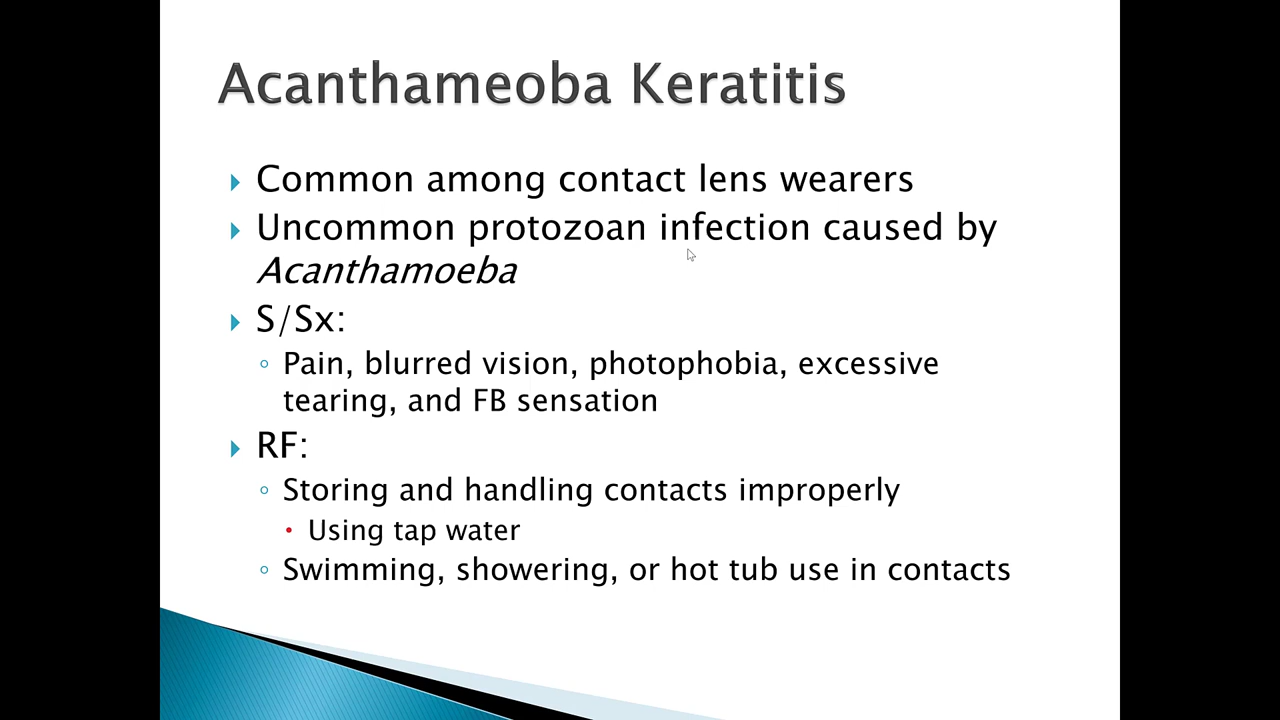 Acanthameoba Keratitis
Common among contact lens wearers
Uncommon protozoan infection caused by
Acanthamoeba
S/Sx:
Pain, blurred vision, photophobia, excessive
tearing, and FB sensation
RF:
Storing and handling contacts improperly
Using tap water
Swimming, showering, or hot tub use in contacts